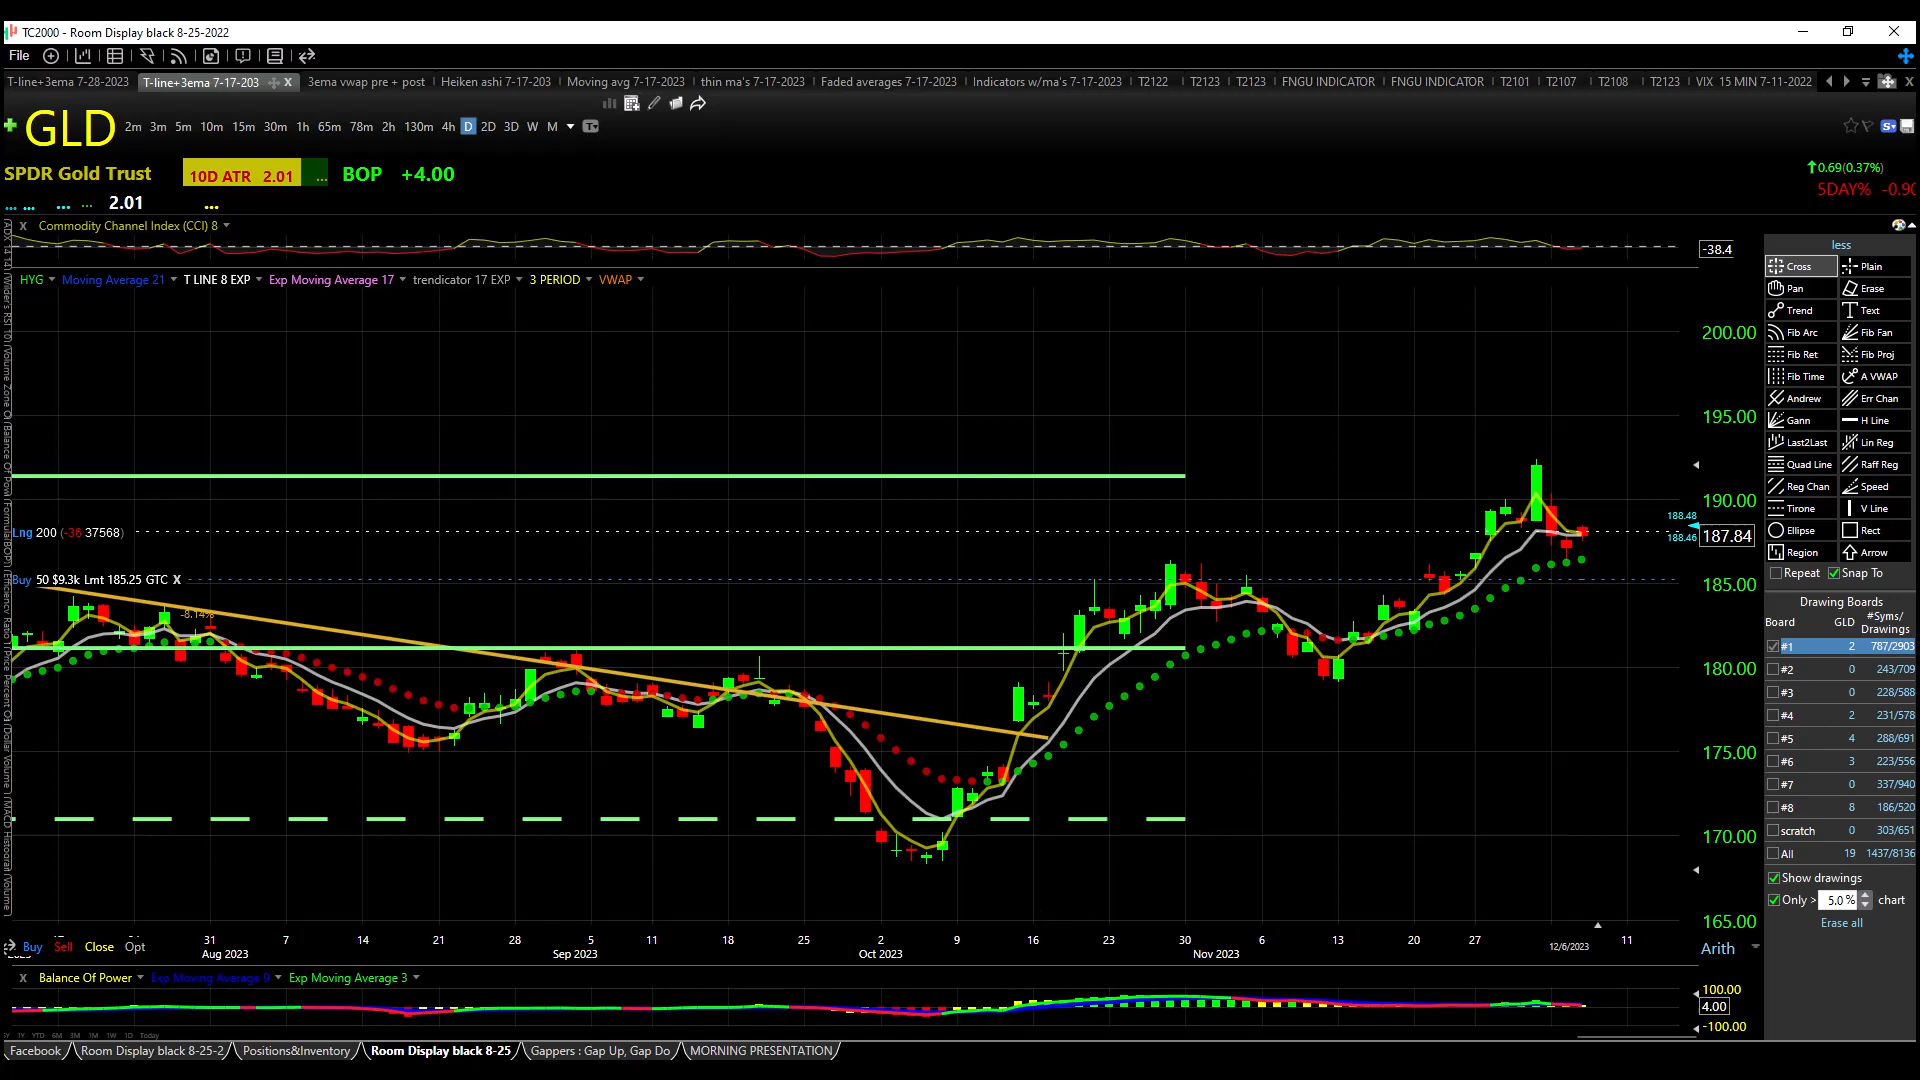 TC2000 - Room Display black 8-25-2022
File
T-line+3ema 7-28-2023 T-line+3ema 7-17-203 X 3ema vwap pre + post Heiken ashi 7-17-203 Moving avg 7-17-2023 thin ma's 7-17-2023 Faded averages 7-17-2023 Indicators w/ma's 7-17-2023 T2122 T2123 T2123 FNGU INDICATOR FNGU INDICATOR T2101 T2107 T2108 T2123 VIX 15 MIN 7-11-2022 X
GLD 2m 3m 5m 10m 15m 30m 1h 65m 78m 2h 130m 4h D 2D 3D W M
SPDR Gold Trust 10D ATR 2.01 ... BOP +4.00
0.69(0.37%)
5DAY% -0.90
... ... ... ... 2.01 ...
X Commodity Channel Index (CCI) 8
-38.4
HYG Moving Average 21 T LINE 8 EXP Exp Moving Average 17 trendicator 17 EXP 3 PERIOD VWAP
200.00
195.00
190.00
188.48
188.46
187.84
185.00
180.00
175.00
170.00
165.00
Lng 200 (-36 37568)
Buy 50 $9.3k Lmt 185.25 GTC X
-8.14%
31 7 14 21 28 5 11 18 25 2 9 16 23 30 6 13 20 27 12/6/2023 11
Aug 2023 Sep 2023 Oct 2023 Nov 2023
Buy Sell Close Opt
Arith
X Balance Of Power Exp Moving Average 9 Exp Moving Average 3
100.00
4.00
-100.00
YTD 6M 3M 1M 1W 1D Today
Facebook Room Display black 8-25-2 Positions&Inventory Room Display black 8-25 Gappers : Gap Up, Gap Do MORNING PRESENTATION
less
Cross Plain
Pan Erase
Trend Text
Fib Arc Fib Fan
Fib Ret Fib Proj
Fib Time A VWAP
Andrew Err Chan
Gann H Line
Last2Last Lin Reg
Quad Line Raff Reg
Reg Chan Speed
Tirone V Line
Ellipse Rect
Region Arrow
Repeat Snap To
Drawing Boards
Board GLD #Syms/
Drawings
#1 2 787/2903
#2 0 243/709
#3 0 228/588
#4 2 231/578
#5 4 288/691
#6 3 223/556
#7 0 337/940
#8 8 186/520
scratch 0 303/651
All 19 1437/8136
Show drawings
Only > 5.0 % chart
Erase all